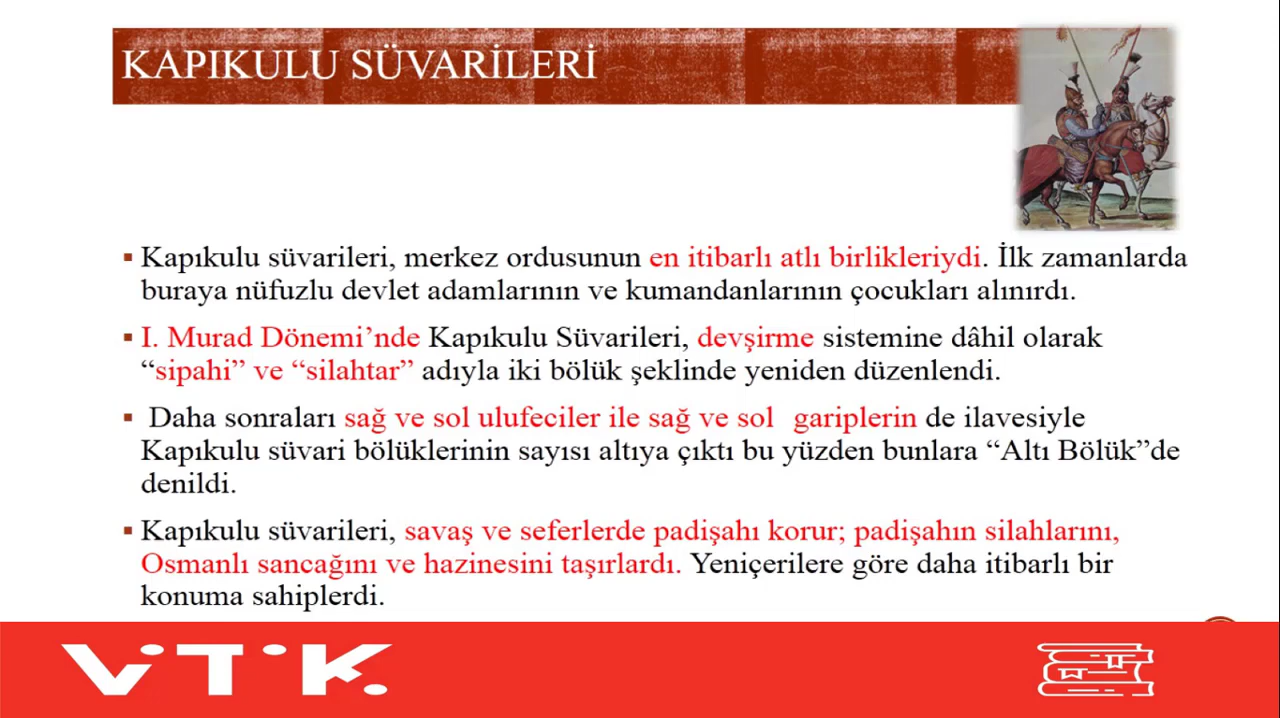 KAPIKULU SÜVARİLERİ
▪ Kapıkulu süvarileri, merkez ordusunun en itibarlı atlı birlikleriydi. İlk zamanlarda
buraya nüfuzlu devlet adamlarının ve kumandanlarının çocukları alınırdı.
▪ I. Murad Dönemi’nde Kapıkulu Süvarileri, devşirme sistemine dâhil olarak
“sipahi” ve “silahtar” adıyla iki bölük şeklinde yeniden düzenlendi.
▪ Daha sonraları sağ ve sol ulufeciler ile sağ ve sol gariplerin de ilavesiyle
Kapıkulu süvari bölüklerinin sayısı altıya çıktı bu yüzden bunlara “Altı Bölük”de
denildi.
▪ Kapıkulu süvarileri, savaş ve seferlerde padişahı korur; padişahın silahlarını,
Osmanlı sancağını ve hazinesini taşırlardı. Yeniçerilere göre daha itibarlı bir
konuma sahiplerdi.
VİTİK.